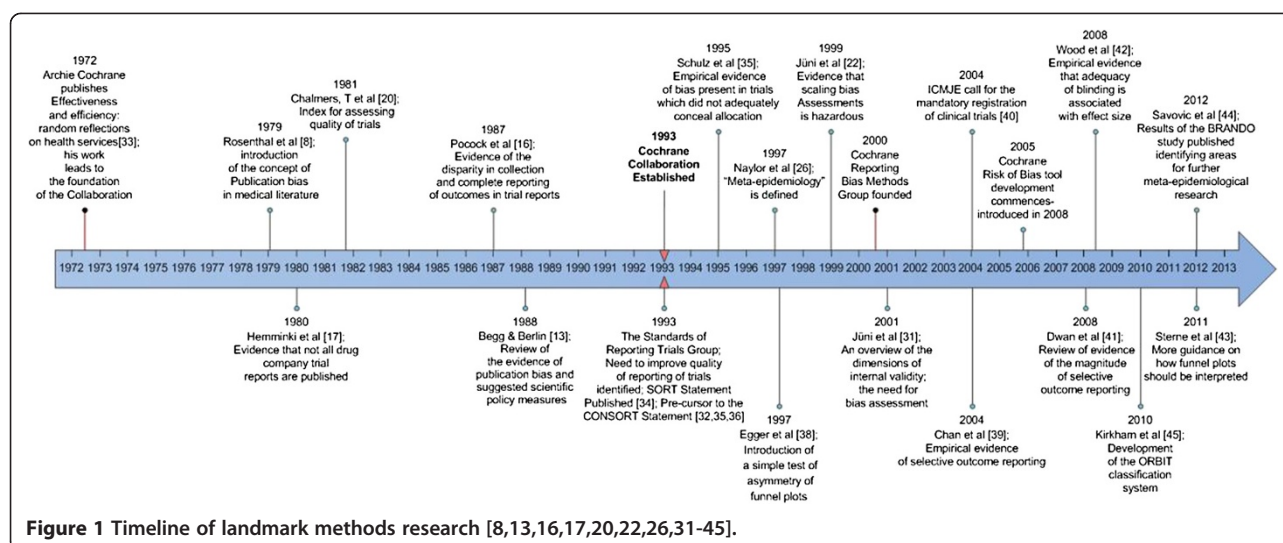 1972
Archie Cochrane
publishes
Effectiveness
and efficiency:
random reflections
on health services[33];
his work
leads to
the foundation
of the Collaboration
1979
Rosenthal et al [8];
introduction
of the concept of
Publication bias
in medical literature
1981
Chalmers, T et al [20];
Index for assessing
quality of trials
1987
Pocock et al [16];
Evidence of the
disparity in collection
and complete reporting
of outcomes in trial reports
1993
Cochrane
Collaboration
Established
1995
Schulz et al [35];
Empirical evidence
of bias present in trials
which did not adequately
conceal allocation
1997
Naylor et al [26];
“Meta-epidemiology”
is defined
1999
Jüni et al [22];
Evidence that
scaling bias
Assessments
is hazardous
2000
Cochrane
Reporting
Bias Methods
Group founded
2004
ICMJE call for the
mandatory registration
of clinical trials [40]
2005
Cochrane
Risk of Bias tool
development
commences-
introduced in 2008
2008
Wood et al [42];
Empirical evidence
that adequacy
of blinding is
associated
with effect size
2012
Savovic et al [44];
Results of the BRANDO
study published
identifying areas
for further
meta-epidemiological
research
1972 1973 1974 1975 1976 1977 1978 1979 1980 1981 1982 1983 1984 1985 1986 1987 1988 1989 1990 1991 1992 1993 1994 1995 1996 1997 1998 1999 2000 2001 2002 2003 2004 2005 2006 2007 2008 2009 2010 2011 2012 2013
1980
Hemminki et al [17];
Evidence that not all drug
company trial
reports are published
1988
Begg & Berlin [13];
Review of
the evidence of
publication bias and
suggested scientific
policy measures
1993
The Standards of
Reporting Trials Group;
Need to improve quality
of reporting of trials
identified; SORT Statement
Published [34]; Pre-cursor to the
CONSORT Statement [32,35,36]
1997
Egger et al [38];
Introduction of
a simple test of
asymmetry of
funnel plots
2001
Jüni et al [31];
An overview of the
dimensions of
internal validity;
the need for
bias assessment
2004
Chan et al [39];
Empirical evidence
of selective outcome reporting
2008
Dwan et al [41];
Review of evidence
of the magnitude
of selective
outcome reporting
2010
Kirkham et al [45];
Development
of the ORBIT
classification
system
2011
Sterne et al [43];
More guidance on
how funnel plots
should be interpreted
Figure 1 Timeline of landmark methods research [8,13,16,17,20,22,26,31-45].